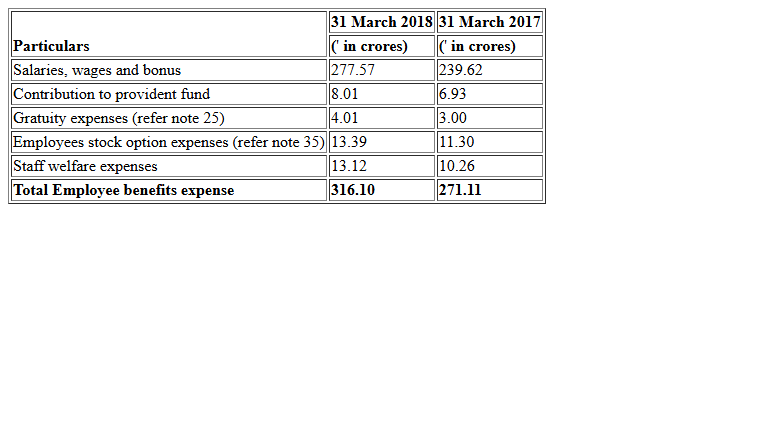 Particulars 31 March 2018 31 March 2017
(' in crores) (' in crores)
Salaries, wages and bonus 277.57 239.62
Contribution to provident fund 8.01 6.93
Gratuity expenses (refer note 25) 4.01 3.00
Employees stock option expenses (refer note 35) 13.39 11.30
Staff welfare expenses 13.12 10.26
Total Employee benefits expense 316.10 271.11